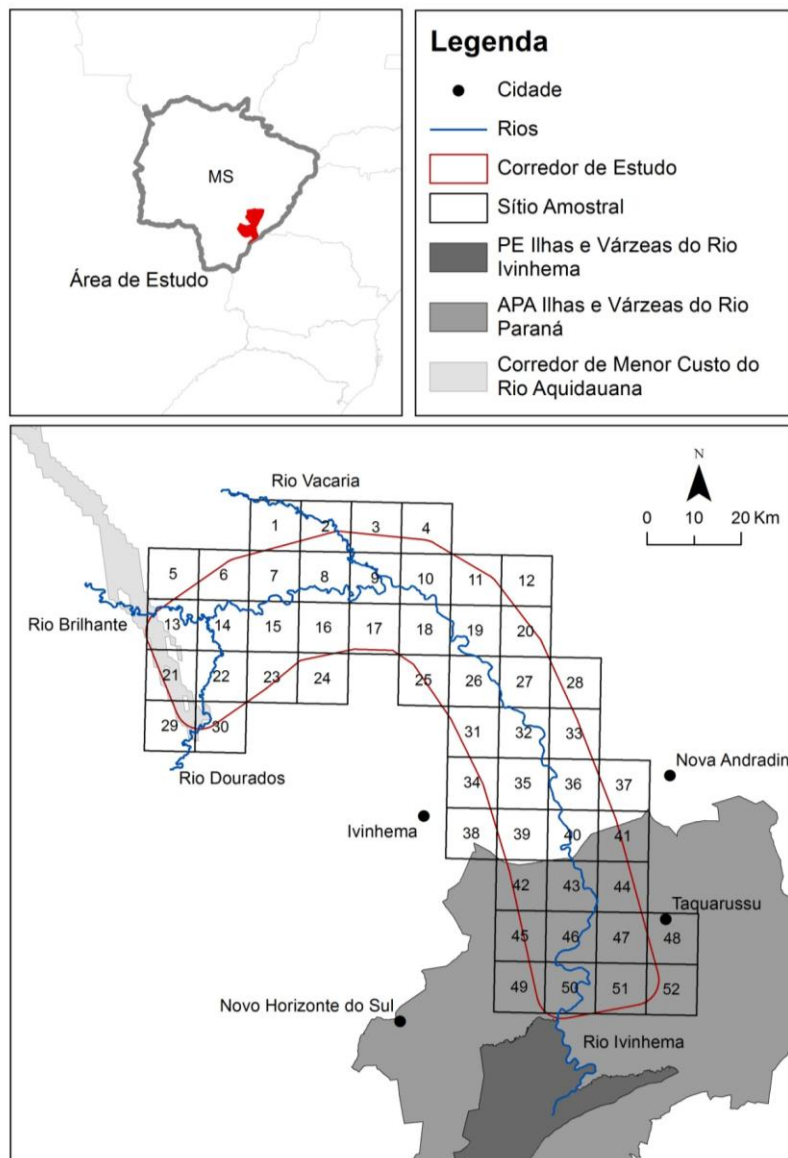 MS
Área de Estudo
Legenda
Cidade
Rios
Corredor de Estudo
Sítio Amostral
PE Ilhas e Várzeas do Rio
Ivinhema
APA Ilhas e Várzeas do Rio
Paraná
Corredor de Menor Custo do
Rio Aquidauana
Rio Vacaria
N
0 10 20 Km
1 2 3 4
5 6 7 8 9 10 11 12
Rio Brilhante
13 14 15 16 17 18 19 20
21 22 23 24 25 26 27 28
29 30 31 32 33
Rio Dourados
Nova Andradin
34 35 36 37
Ivinhema
38 39 40 41
42 43 44
Taquarussu
45 46 47 48
49 50 51 52
Novo Horizonte do Sul
Rio Ivinhema